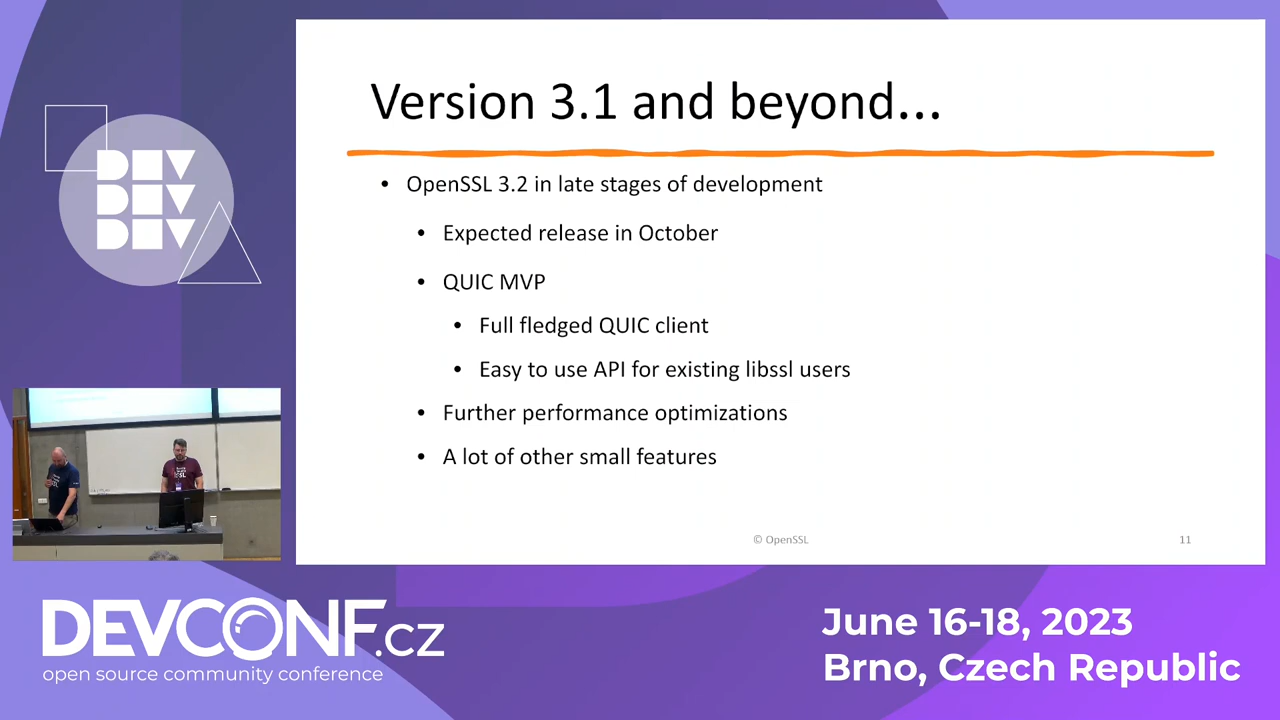 Version 3.1 and beyond...
• OpenSSL 3.2 in late stages of development
• Expected release in October
• QUIC MVP
• Full fledged QUIC client
• Easy to use API for existing libssl users
• Further performance optimizations
• A lot of other small features
© OpenSSL
11
DEV
DEV
DEV
DEVCONF.cz
open source community conference
June 16-18, 2023
Brno, Czech Republic